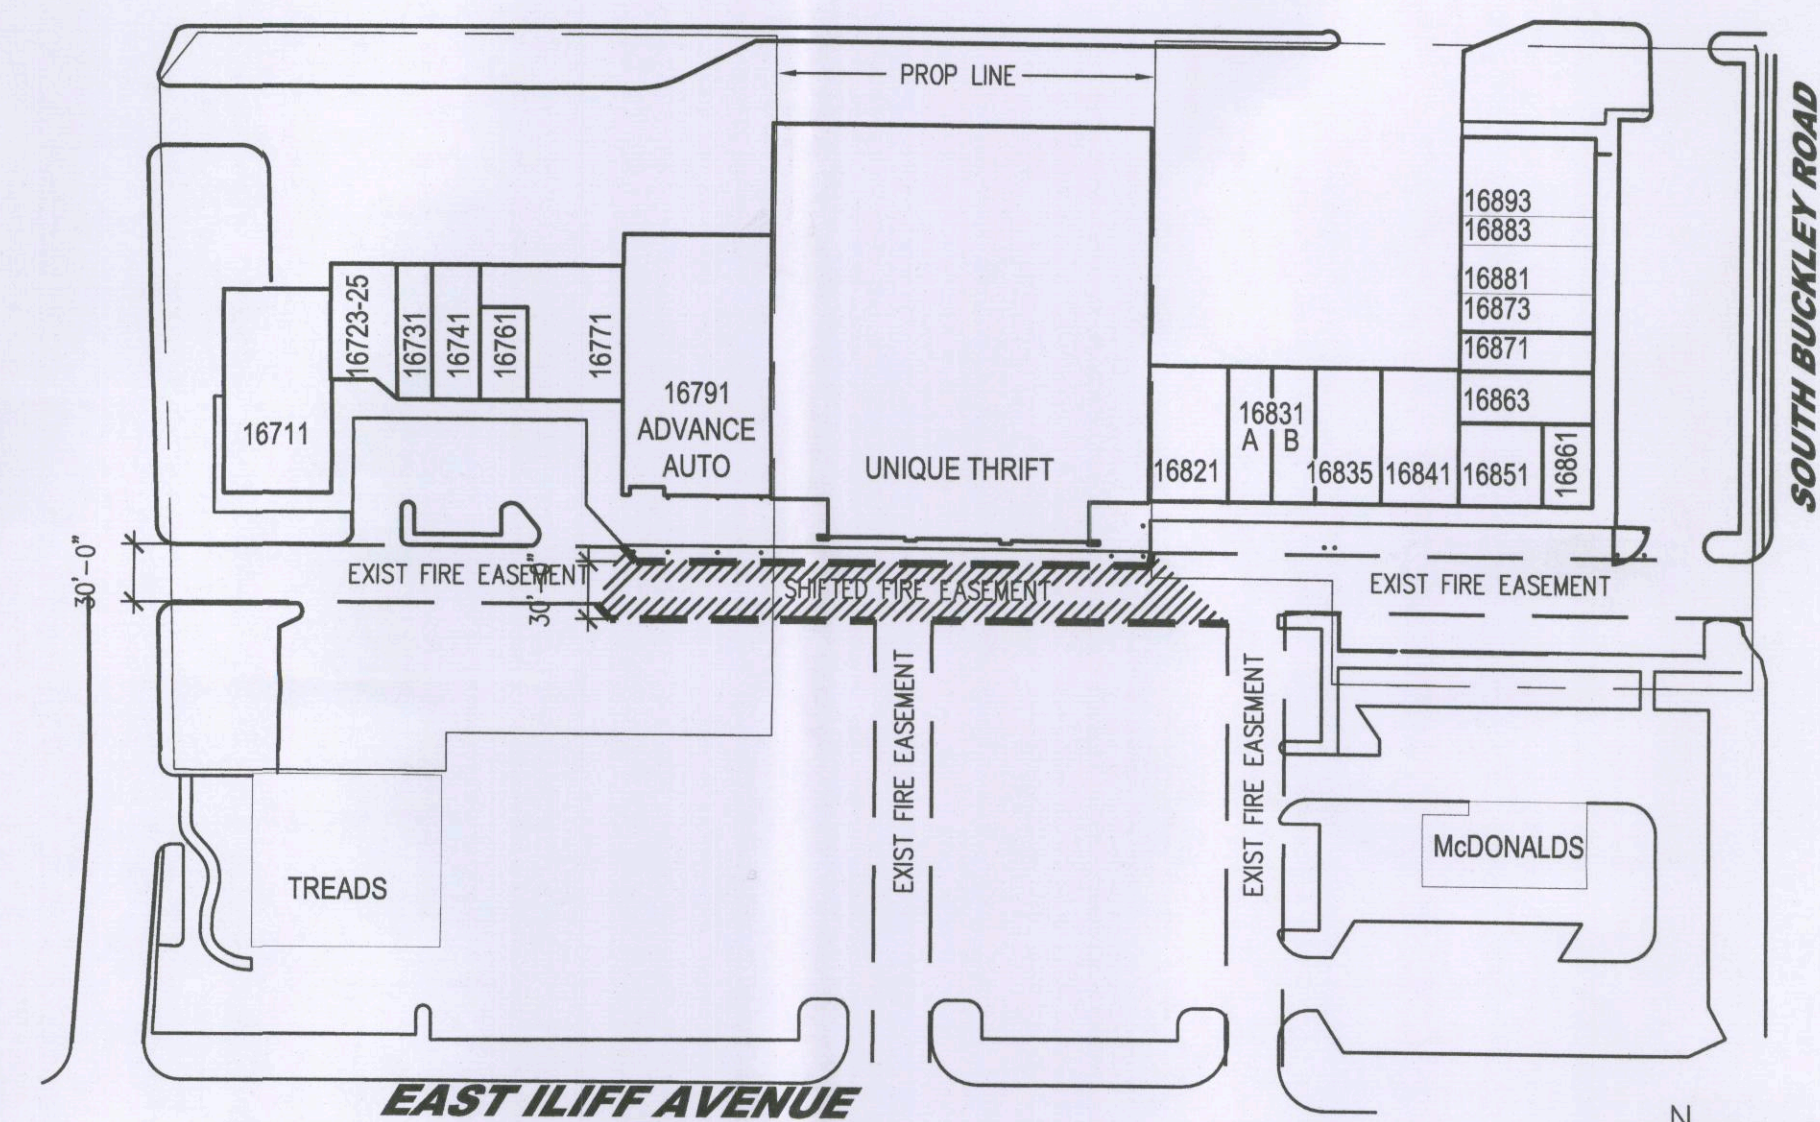 PROP LINE
SOUTH BUCKLEY ROAD
16893
16883
16881
16873
16871
16863
16851
16861
16711
16723-25
16731
16741
16761
16771
16791
ADVANCE
AUTO
UNIQUE THRIFT
16821
16831
A B
16835
16841
30'-0"
EXIST FIRE EASEMENT
30'-0"
SHIFTED FIRE EASEMENT
EXIST FIRE EASEMENT
EXIST FIRE EASEMENT
EXIST FIRE EASEMENT
TREADS
McDONALDS
EAST ILIFF AVENUE
N